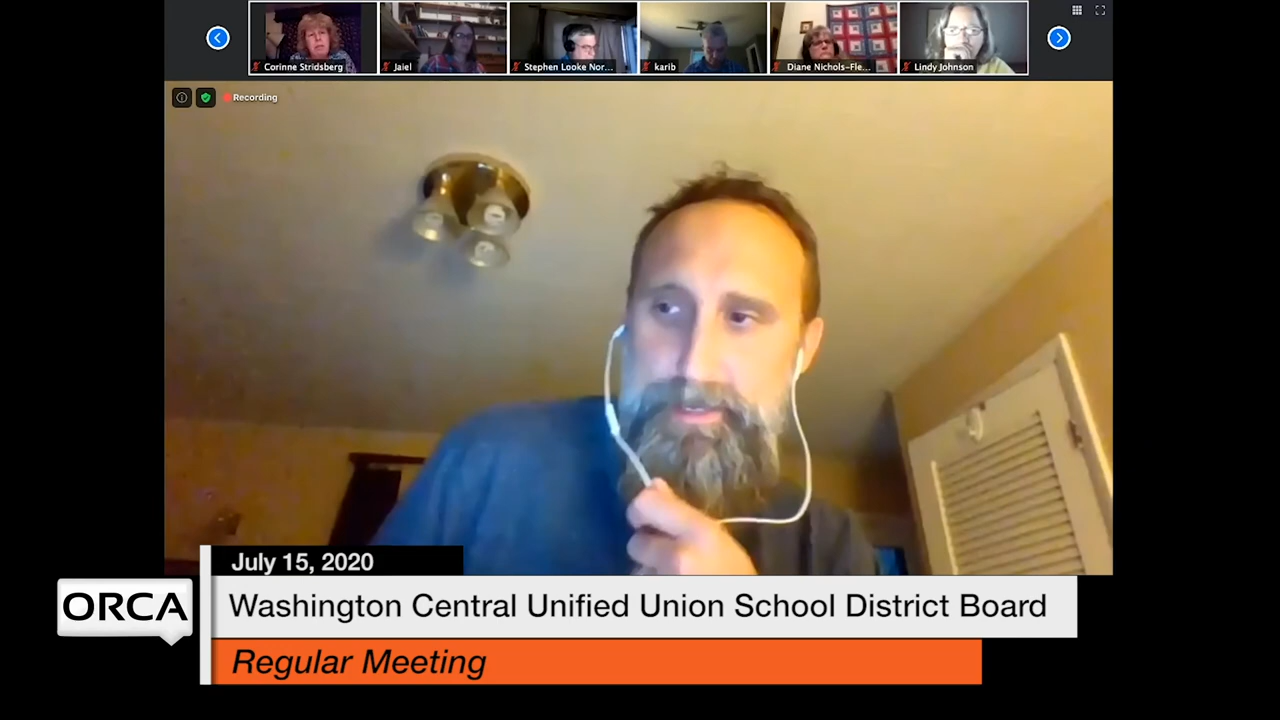 Corinne Stridsberg
Jaiel
Stephen Looke Nor...
karib
Diane Nichols-Fle...
Lindy Johnson
Recording
July 15, 2020
ORCA
Washington Central Unified Union School District Board
Regular Meeting